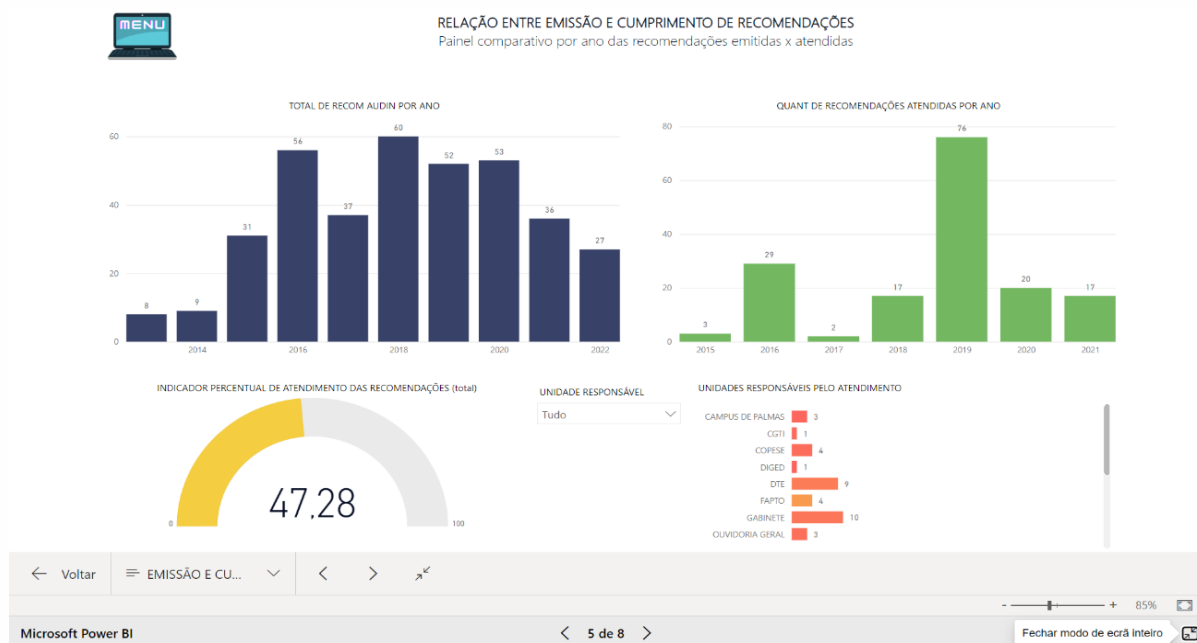 MENU
RELAÇÃO ENTRE EMISSÃO E CUMPRIMENTO DE RECOMENDAÇÕES
Painel comparativo por ano das recomendações emitidas x atendidas
TOTAL DE RECOM AUDIN POR ANO
60
40
20
0
8
9
31
56
37
60
52
53
36
27
2014
2016
2018
2020
2022
QUANT DE RECOMENDAÇÕES ATENDIDAS POR ANO
80
60
40
20
0
3
29
2
17
76
20
17
2015
2016
2017
2018
2019
2020
2021
INDICADOR PERCENTUAL DE ATENDIMENTO DAS RECOMENDAÇÕES (total)
47,28
0
100
UNIDADE RESPONSÁVEL
Tudo
UNIDADES RESPONSÁVEIS PELO ATENDIMENTO
CAMPUS DE PALMAS 3
CGTI 1
COPESE 4
DIGED 1
DTE 9
FAPTO 4
GABINETE 10
OUVIDORIA GERAL 3
Voltar
EMISSÃO E CU...
- + 85%
Microsoft Power BI
5 de 8
Fechar modo de ecrã inteiro